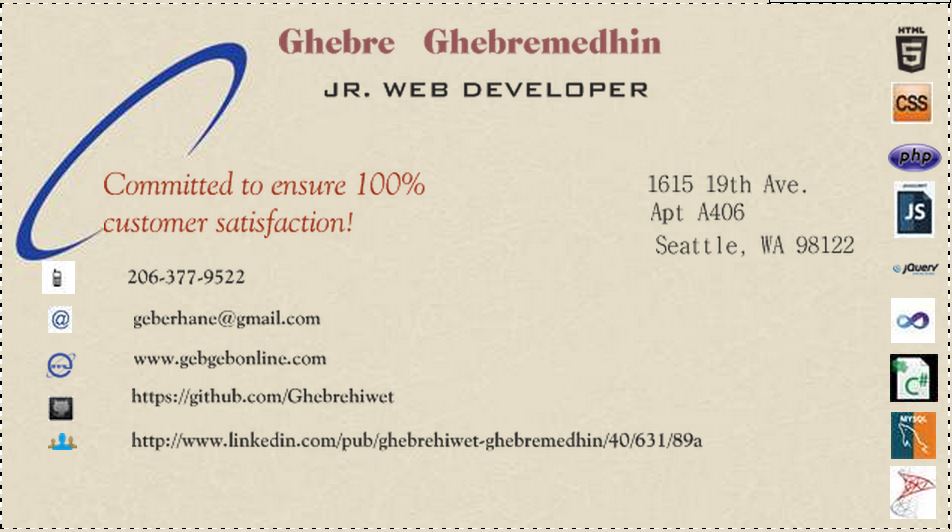 Ghebre Ghebremedhin
JR. WEB DEVELOPER
Committed to ensure 100%
customer satisfaction!
1615 19th Ave.
Apt A406
Seattle, WA 98122
206-377-9522
@
geberhane@gmail.com
www.gebgebonline.com
https://github.com/Ghebrehiwet
http://www.linkedin.com/pub/ghebrehiwet-ghebremedhin/40/631/89a
HTML
5
CSS
php
JAVASCRIPT
JS
jQuery
C#
MYSQL